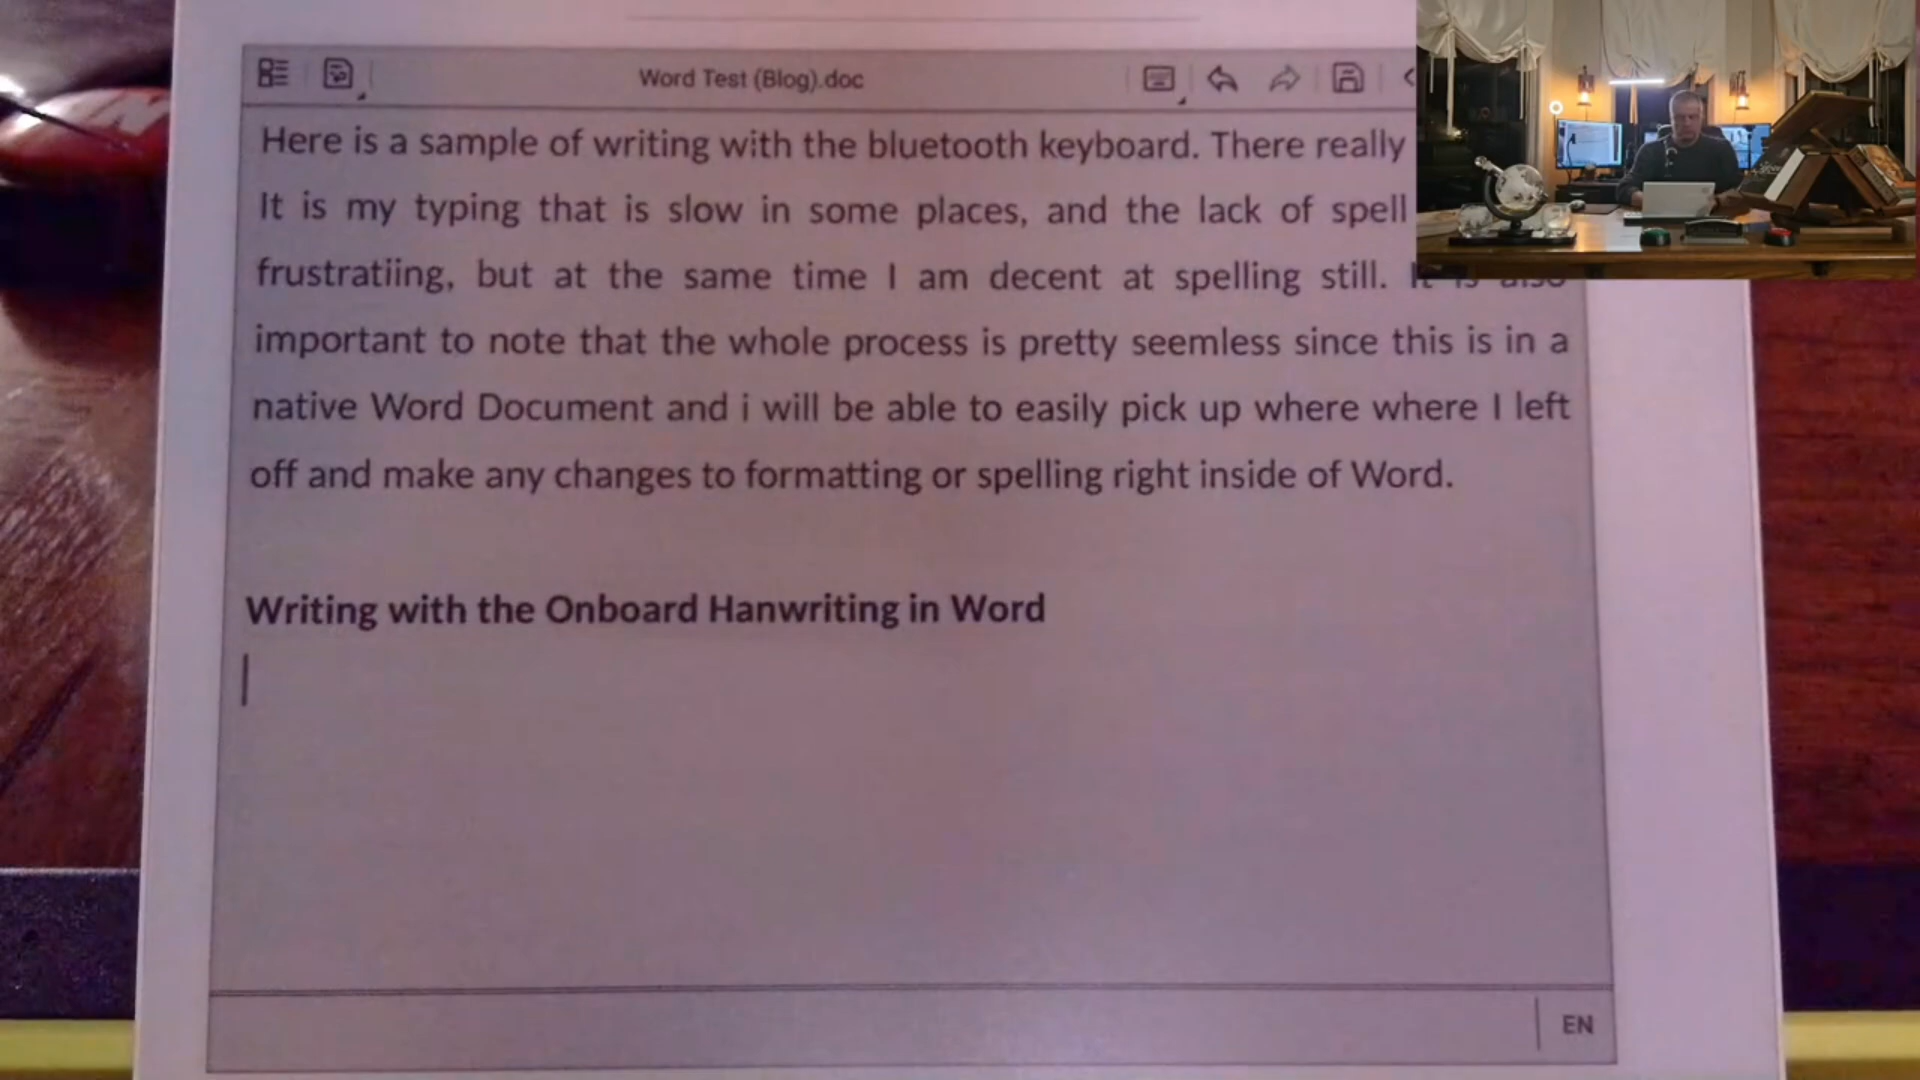 Word Test (Blog).doc
Here is a sample of writing with the bluetooth keyboard. There really
It is my typing that is slow in some places, and the lack of spell
frustratiing, but at the same time I am decent at spelling still. It is also
important to note that the whole process is pretty seemless since this is in a
native Word Document and i will be able to easily pick up where where I left
off and make any changes to formatting or spelling right inside of Word.
Writing with the Onboard Hanwriting in Word
EN